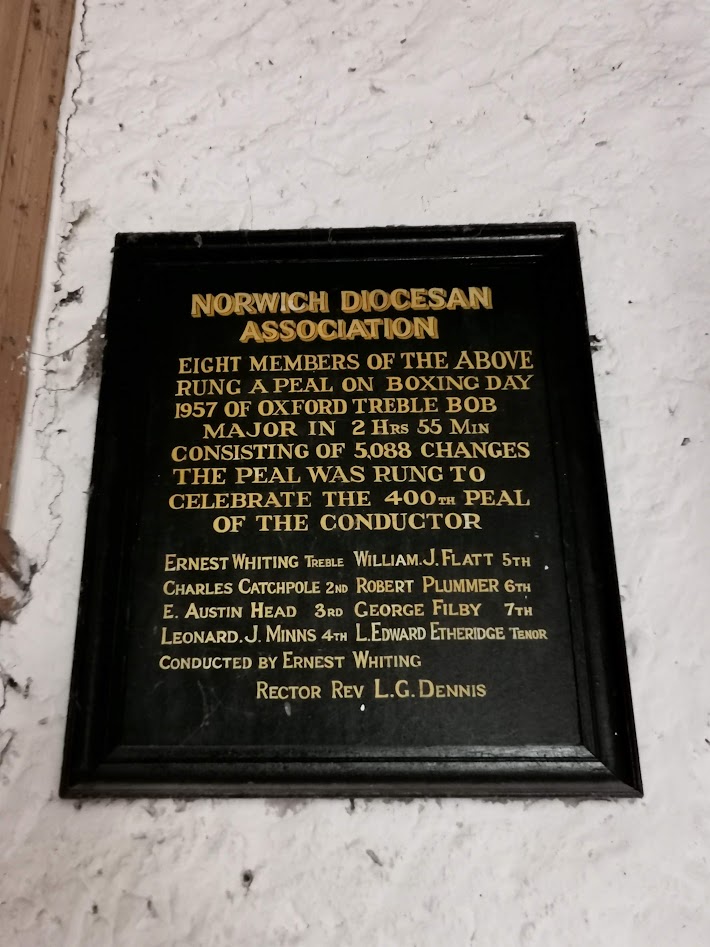 NORWICH DIOCESAN
ASSOCIATION
EIGHT MEMBERS OF THE ABOVE
RUNG A PEAL ON BOXING DAY
1957 OF OXFORD TREBLE BOB
MAJOR IN 2 HRS 55 MIN
CONSISTING OF 5,088 CHANGES
THE PEAL WAS RUNG TO
CELEBRATE THE 400TH PEAL
OF THE CONDUCTOR
ERNEST WHITING TREBLE WILLIAM.J.FLATT 5TH
CHARLES CATCHPOLE 2ND ROBERT PLUMMER 6TH
E. AUSTIN HEAD 3RD GEORGE FILBY 7TH
LEONARD.J.MINNS 4TH L.EDWARD ETHERIDGE TENOR
CONDUCTED BY ERNEST WHITING
RECTOR REV L.G.DENNIS